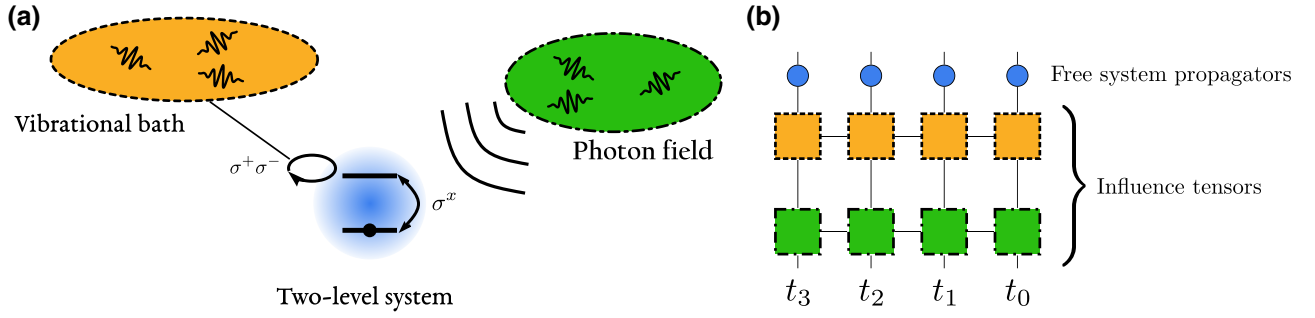 (a)
Vibrational bath
Photon field
σ⁺σ⁻
σˣ
Two-level system
(b)
Free system propagators
Influence tensors
t₃ t₂ t₁ t₀